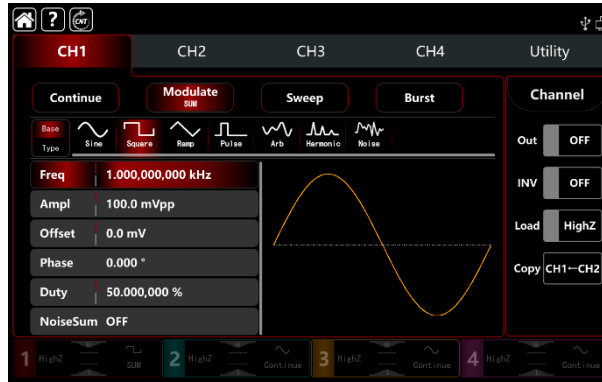 ? CNT
CH1 CH2 CH3 CH4 Utility
Continue Modulate SUM Sweep Burst Channel
Base Type Sine Square Ramp Pulse Arb Harmonic Noise
Out OFF
Freq 1.000,000,000 kHz
INV OFF
Ampl 100.0 mVpp
Offset 0.0 mV
Load HighZ
Phase 0.000 °
Copy CH1←CH2
Duty 50.000,000 %
NoiseSum OFF
1 HighZ SUM 2 HighZ Continue 3 HighZ Continue 4 HighZ Continue